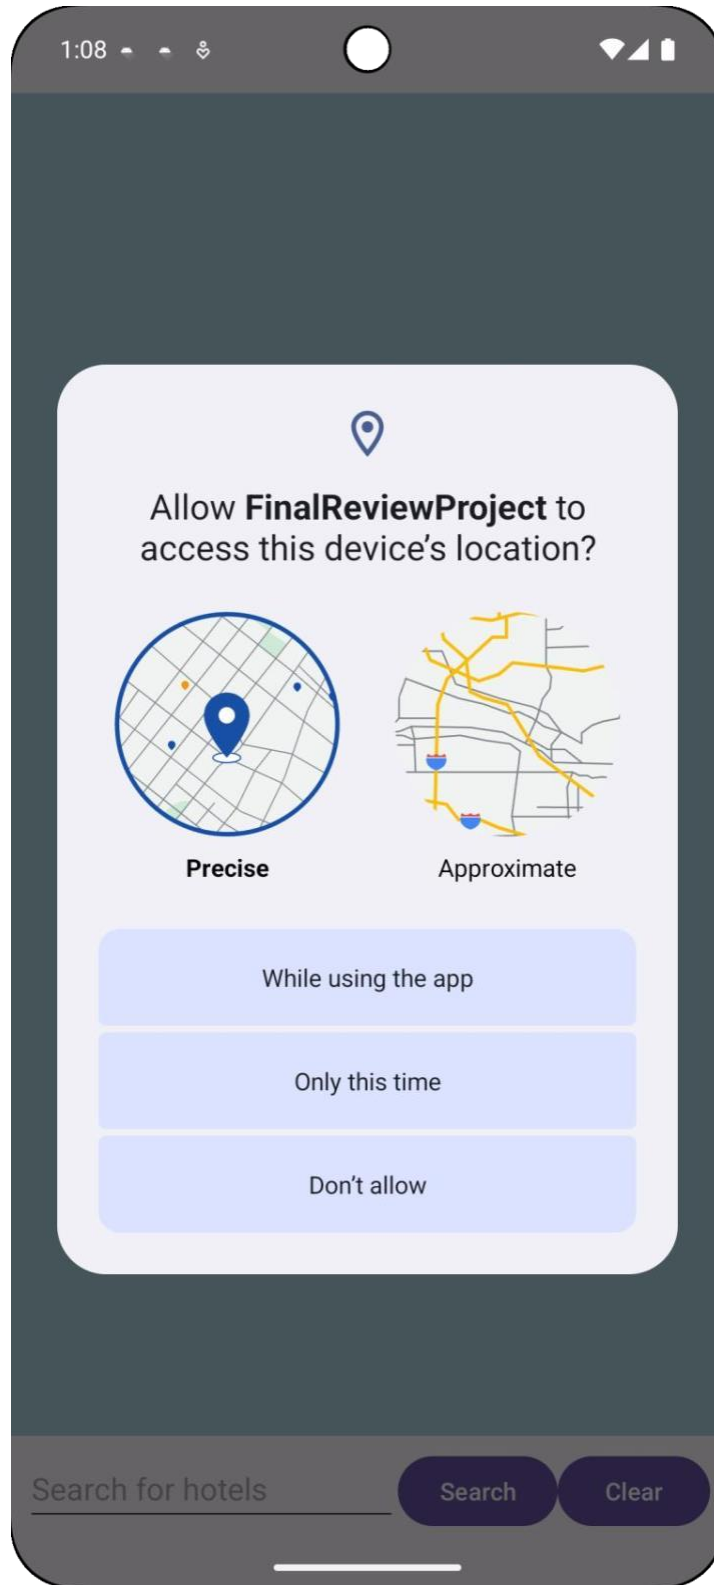 1:08
Allow FinalReviewProject to
access this device’s location?
Precise
Approximate
While using the app
Only this time
Don’t allow
Search for hotels
Search
Clear